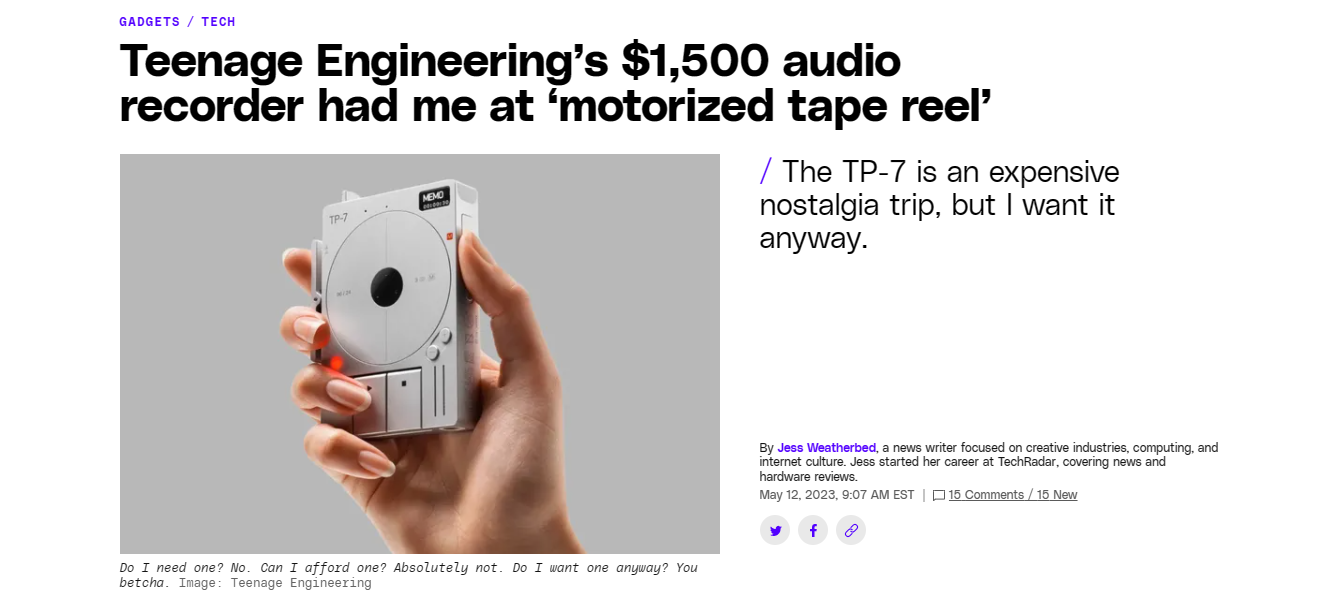 GADGETS / TECH
Teenage Engineering’s $1,500 audio
recorder had me at ‘motorized tape reel’
TP-7
MEMO
/ The TP-7 is an expensive
nostalgia trip, but I want it
anyway.
By Jess Weatherbed, a news writer focused on creative industries, computing, and
internet culture. Jess started her career at TechRadar, covering news and
hardware reviews.
May 12, 2023, 9:07 AM EST | 15 Comments / 15 New
Do I need one? No. Can I afford one? Absolutely not. Do I want one anyway? You
betcha. Image: Teenage Engineering